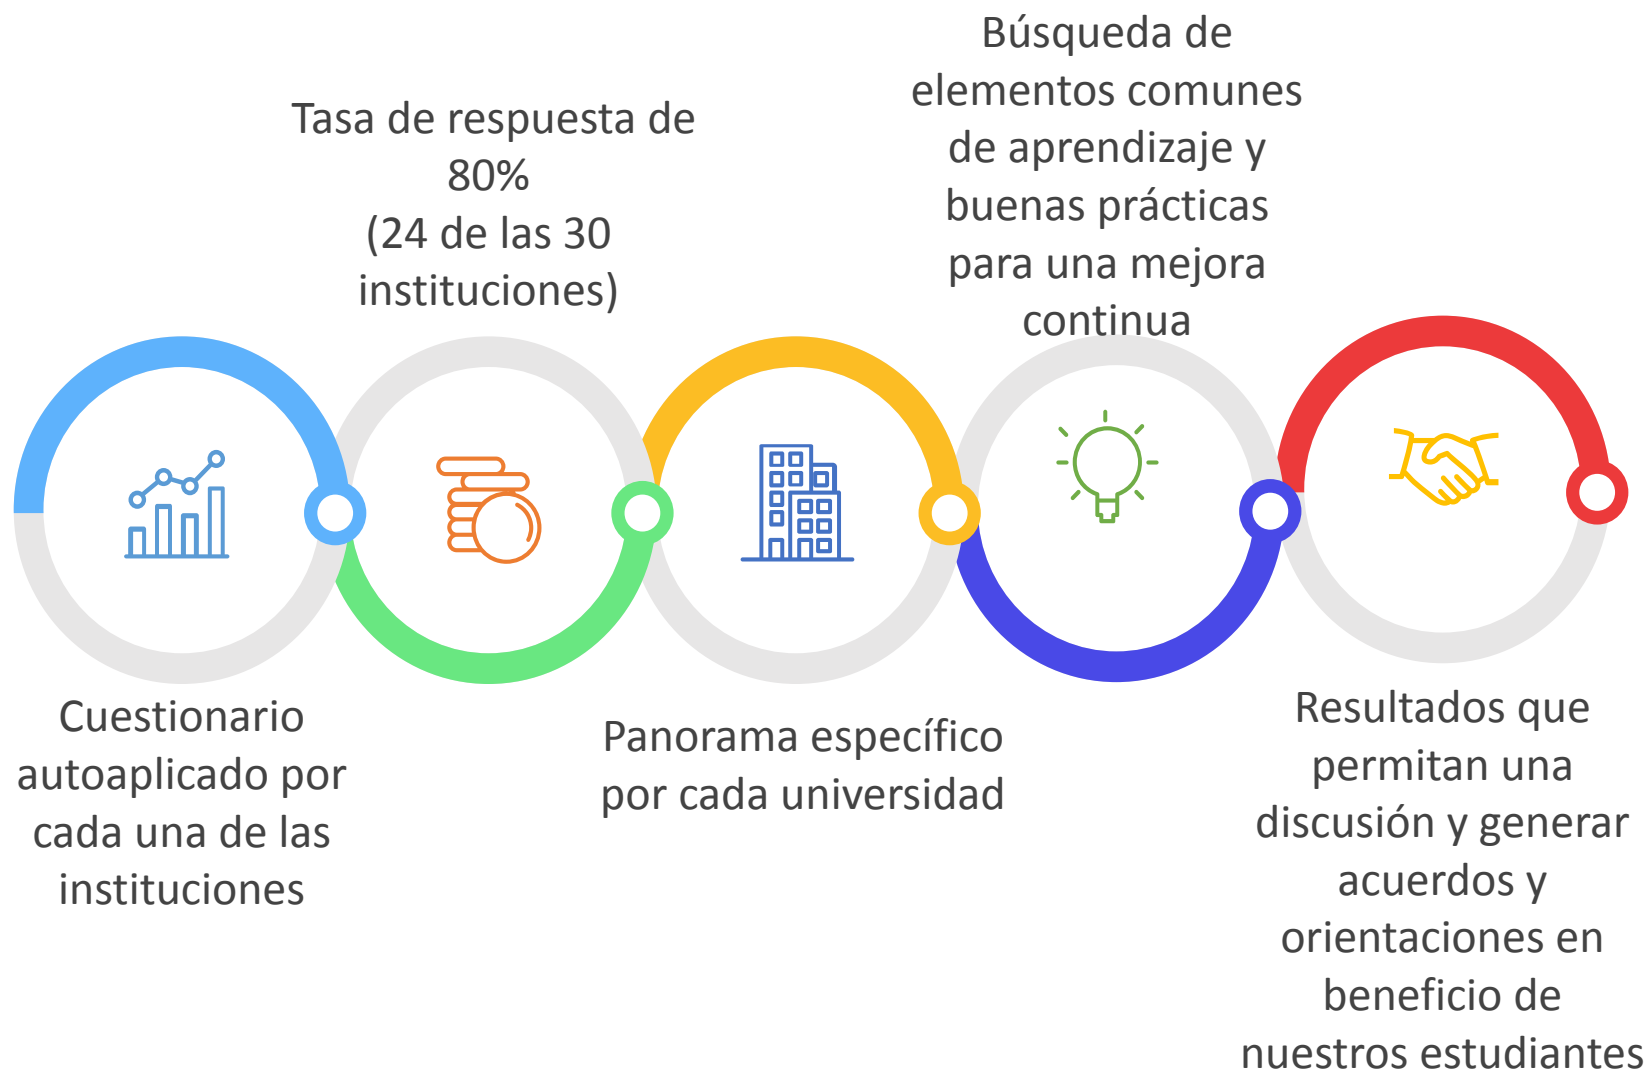 Cuestionario
autoaplicado por
cada una de las
instituciones
Tasa de respuesta de
80%
(24 de las 30
instituciones)
Panorama específico
por cada universidad
Búsqueda de
elementos comunes
de aprendizaje y
buenas prácticas
para una mejora
continua
Resultados que
permitan una
discusión y generar
acuerdos y
orientaciones en
beneficio de
nuestros estudiantes